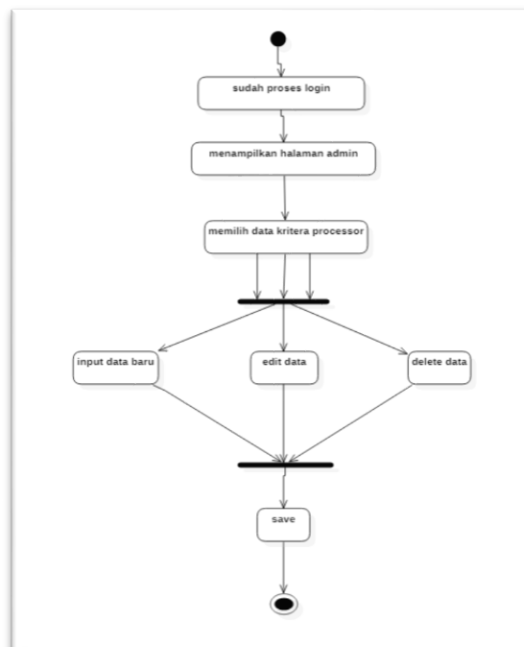 sudah proses login
menampilkan halaman admin
memilih data kritera processor
input data baru
edit data
delete data
save